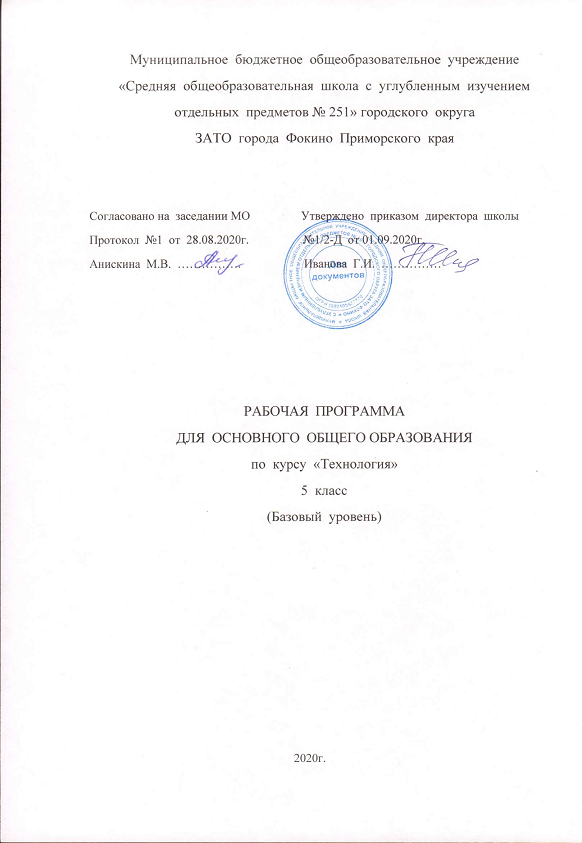 Муниципальное бюджетное общеобразовательное учреждение
«Средняя общеобразовательная школа с углубленным изучением
отдельных предметов № 251» городского округа
ЗАТО города Фокино Приморского края
Согласовано на заседании МО Утверждено приказом директора школы
Протокол №1 от 28.08.2020г. №1/2-Д от 01.09.2020г.
Анискина М.В. ................ Иванова Г.И. ................
Для
документов
РАБОЧАЯ ПРОГРАММА
ДЛЯ ОСНОВНОГО ОБЩЕГО ОБРАЗОВАНИЯ
по курсу «Технология»
5 класс
(Базовый уровень)
2020г.